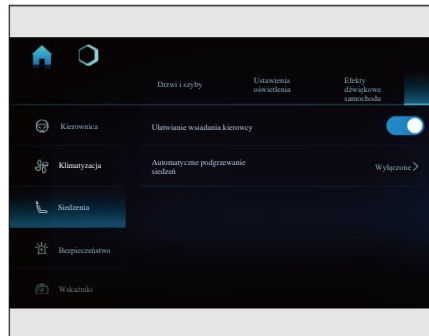 Drzwi i szyby
Ustawienia
oświetlenia
Efekty
dźwiękowe
samochodu
Kierownica
Ułatwianie wsiadania kierowcy
Klimatyzacja
Automatyczne podgrzewanie
siedzeń
Wyłączone
Siedzenia
Bezpieczeństwo
Wskaźniki